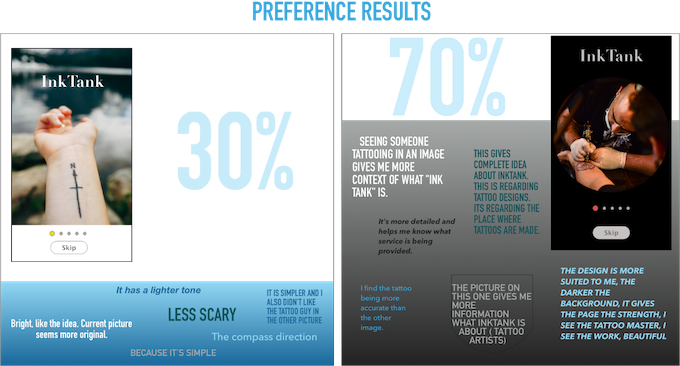 PREFERENCE RESULTS
InkTank
30%
Skip
It has a lighter tone
LESS SCARY
IT IS SIMPLER AND I
ALSO DIDN'T LIKE
THE TATTOO GUY IN
THE OTHER PICTURE
Bright, like the idea. Current picture
seems more original.
The compass direction
BECAUSE IT'S SIMPLE
70%
InkTank
SEEING SOMEONE
TATTOOING IN AN IMAGE
GIVES ME MORE
CONTEXT OF WHAT "INK
TANK" IS.
THIS GIVES
COMPLETE IDEA
ABOUT INKTANK.
THIS IS REGARDING
TATTOO DESIGNS.
ITS REGARDING THE
PLACE WHERE
TATTOOS ARE MADE.
It's more detailed and
helps me know what
service is being
provided.
Skip
I find the tattoo
being more
accurate than
the other
image.
THE PICTURE ON
THIS ONE GIVES ME
MORE
INFORMATION
WHAT INKTANK IS
ABOUT ( TATTOO
ARTISTS)
THE DESIGN IS MORE
SUITED TO ME, THE
DARKER THE
BACKGROUND, IT GIVES
THE PAGE THE STRENGTH, I
SEE THE TATTOO MASTER, I
SEE THE WORK, BEAUTIFUL